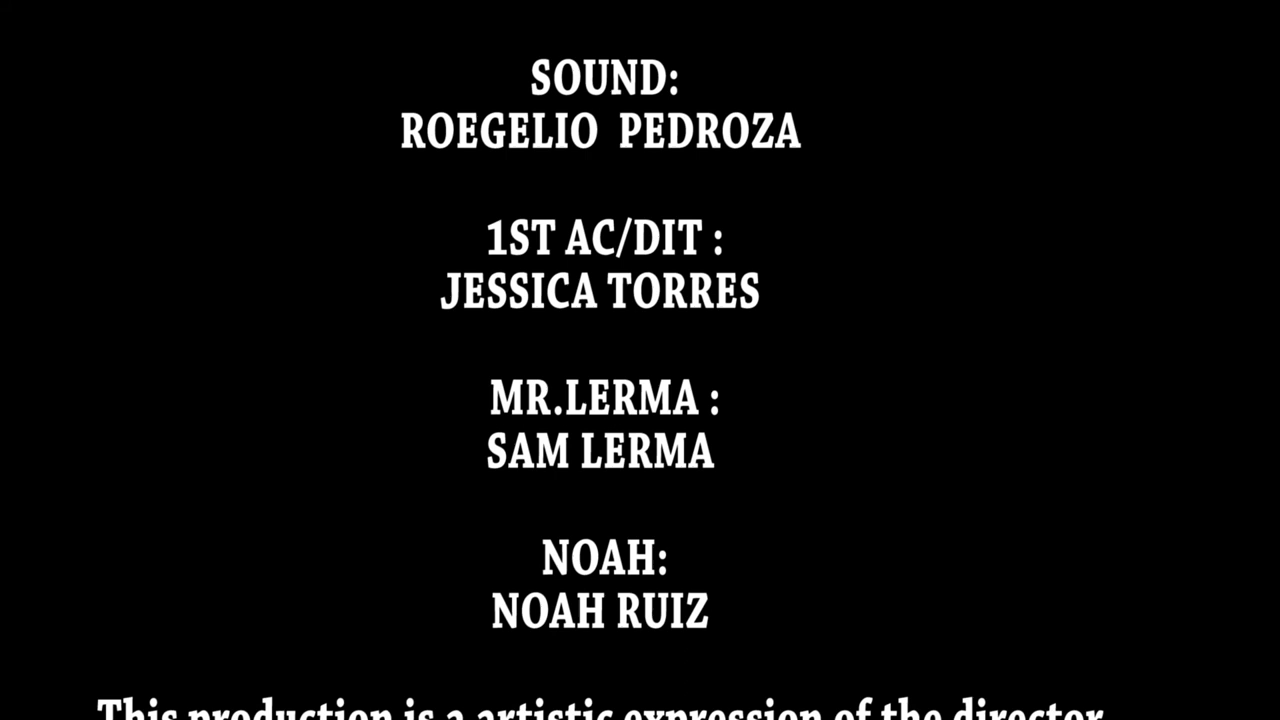 SOUND:
ROEGELIO PEDROZA
1ST AC/DIT :
JESSICA TORRES
MR.LERMA :
SAM LERMA
NOAH:
NOAH RUIZ
This production is a artistic expression of the director